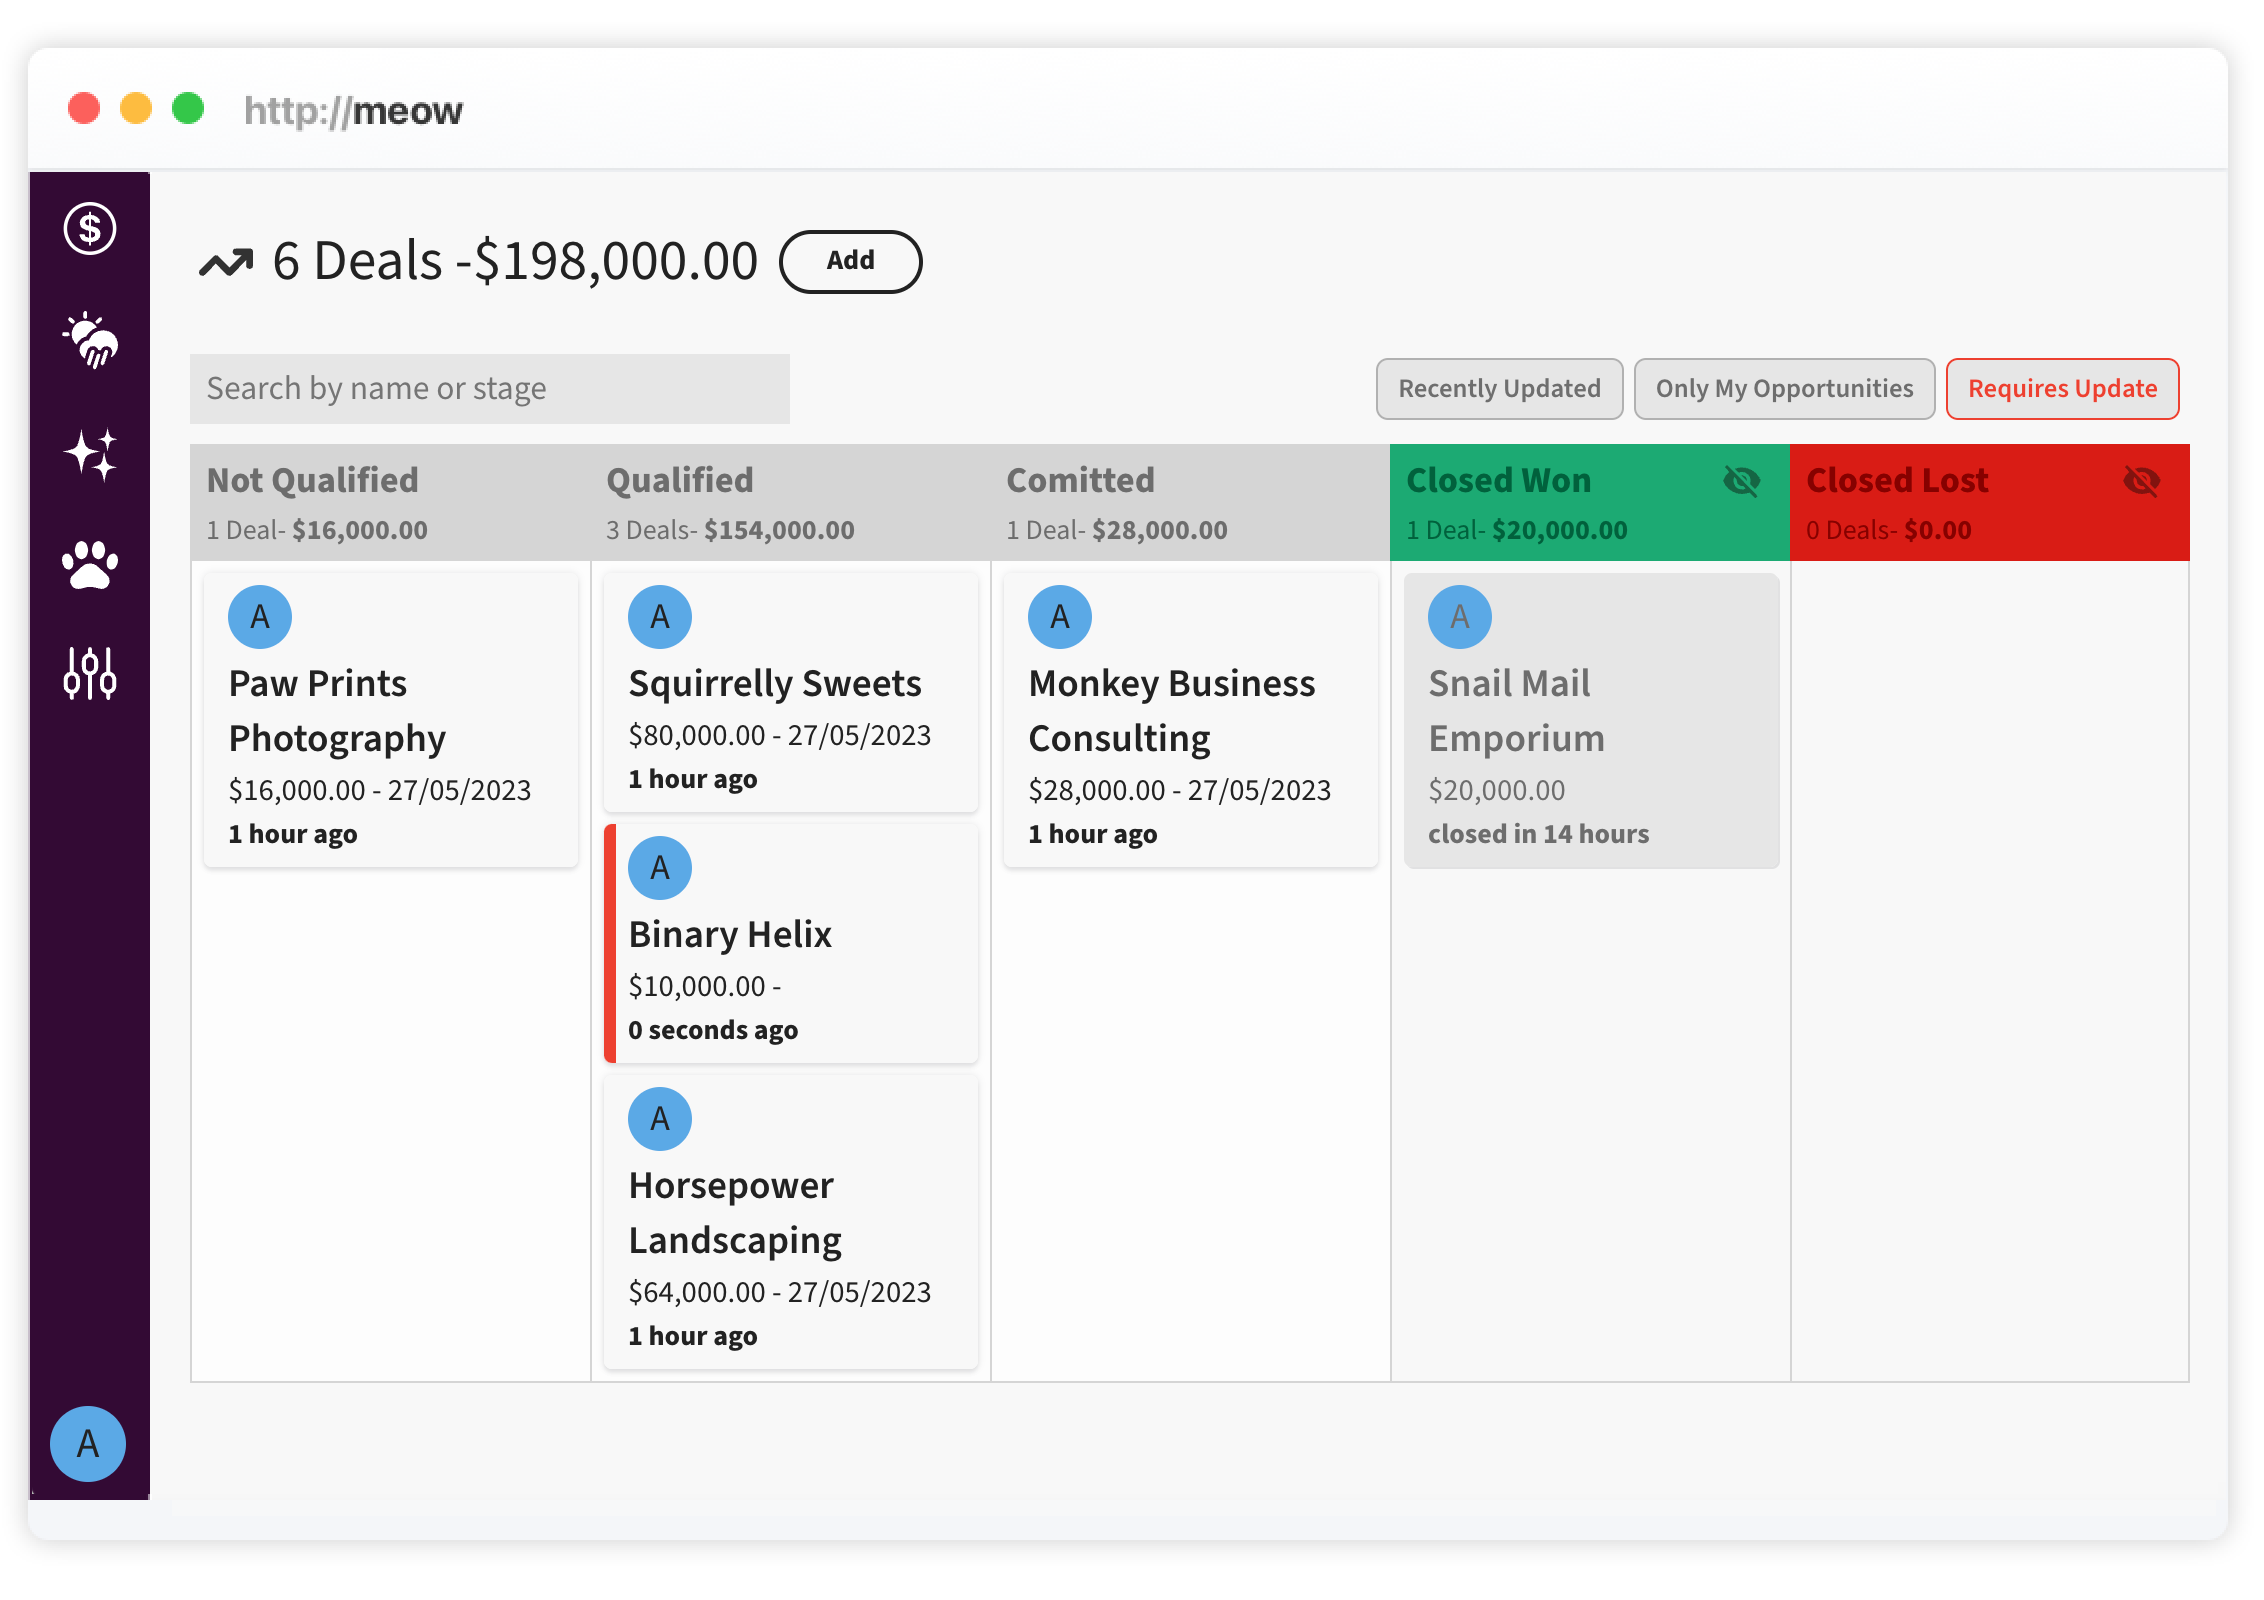 http://meow
6 Deals -$198,000.00
Add
Search by name or stage
Recently Updated
Only My Opportunities
Requires Update
Not Qualified
1 Deal- $16,000.00
Qualified
3 Deals- $154,000.00
Comitted
1 Deal- $28,000.00
Closed Won
1 Deal- $20,000.00
Closed Lost
0 Deals- $0.00
A
Paw Prints
Photography
$16,000.00 - 27/05/2023
1 hour ago
A
Squirrelly Sweets
$80,000.00 - 27/05/2023
1 hour ago
A
Binary Helix
$10,000.00 -
0 seconds ago
A
Horsepower
Landscaping
$64,000.00 - 27/05/2023
1 hour ago
A
Monkey Business
Consulting
$28,000.00 - 27/05/2023
1 hour ago
A
Snail Mail
Emporium
$20,000.00
closed in 14 hours
A